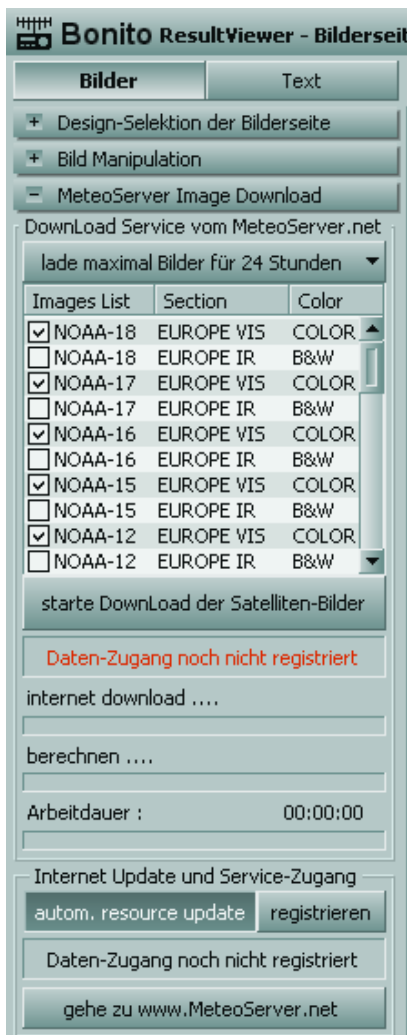 Bonito ResultViewer - Bilderseit
Bilder Text
+ Design-Selektion der Bilderseite
+ Bild Manipulation
− MeteoServer Image Download
DownLoad Service vom MeteoServer.net
lade maximal Bilder für 24 Stunden
Images List Section Color
NOAA-18 EUROPE VIS COLOR
NOAA-18 EUROPE IR B&W
NOAA-17 EUROPE VIS COLOR
NOAA-17 EUROPE IR B&W
NOAA-16 EUROPE VIS COLOR
NOAA-16 EUROPE IR B&W
NOAA-15 EUROPE VIS COLOR
NOAA-15 EUROPE IR B&W
NOAA-12 EUROPE VIS COLOR
NOAA-12 EUROPE IR B&W
starte DownLoad der Satelliten-Bilder
Daten-Zugang noch nicht registriert
internet download ....
berechnen ....
Arbeitdauer : 00:00:00
Internet Update und Service-Zugang
autom. resource update registrieren
Daten-Zugang noch nicht registriert
gehe zu www.MeteoServer.net